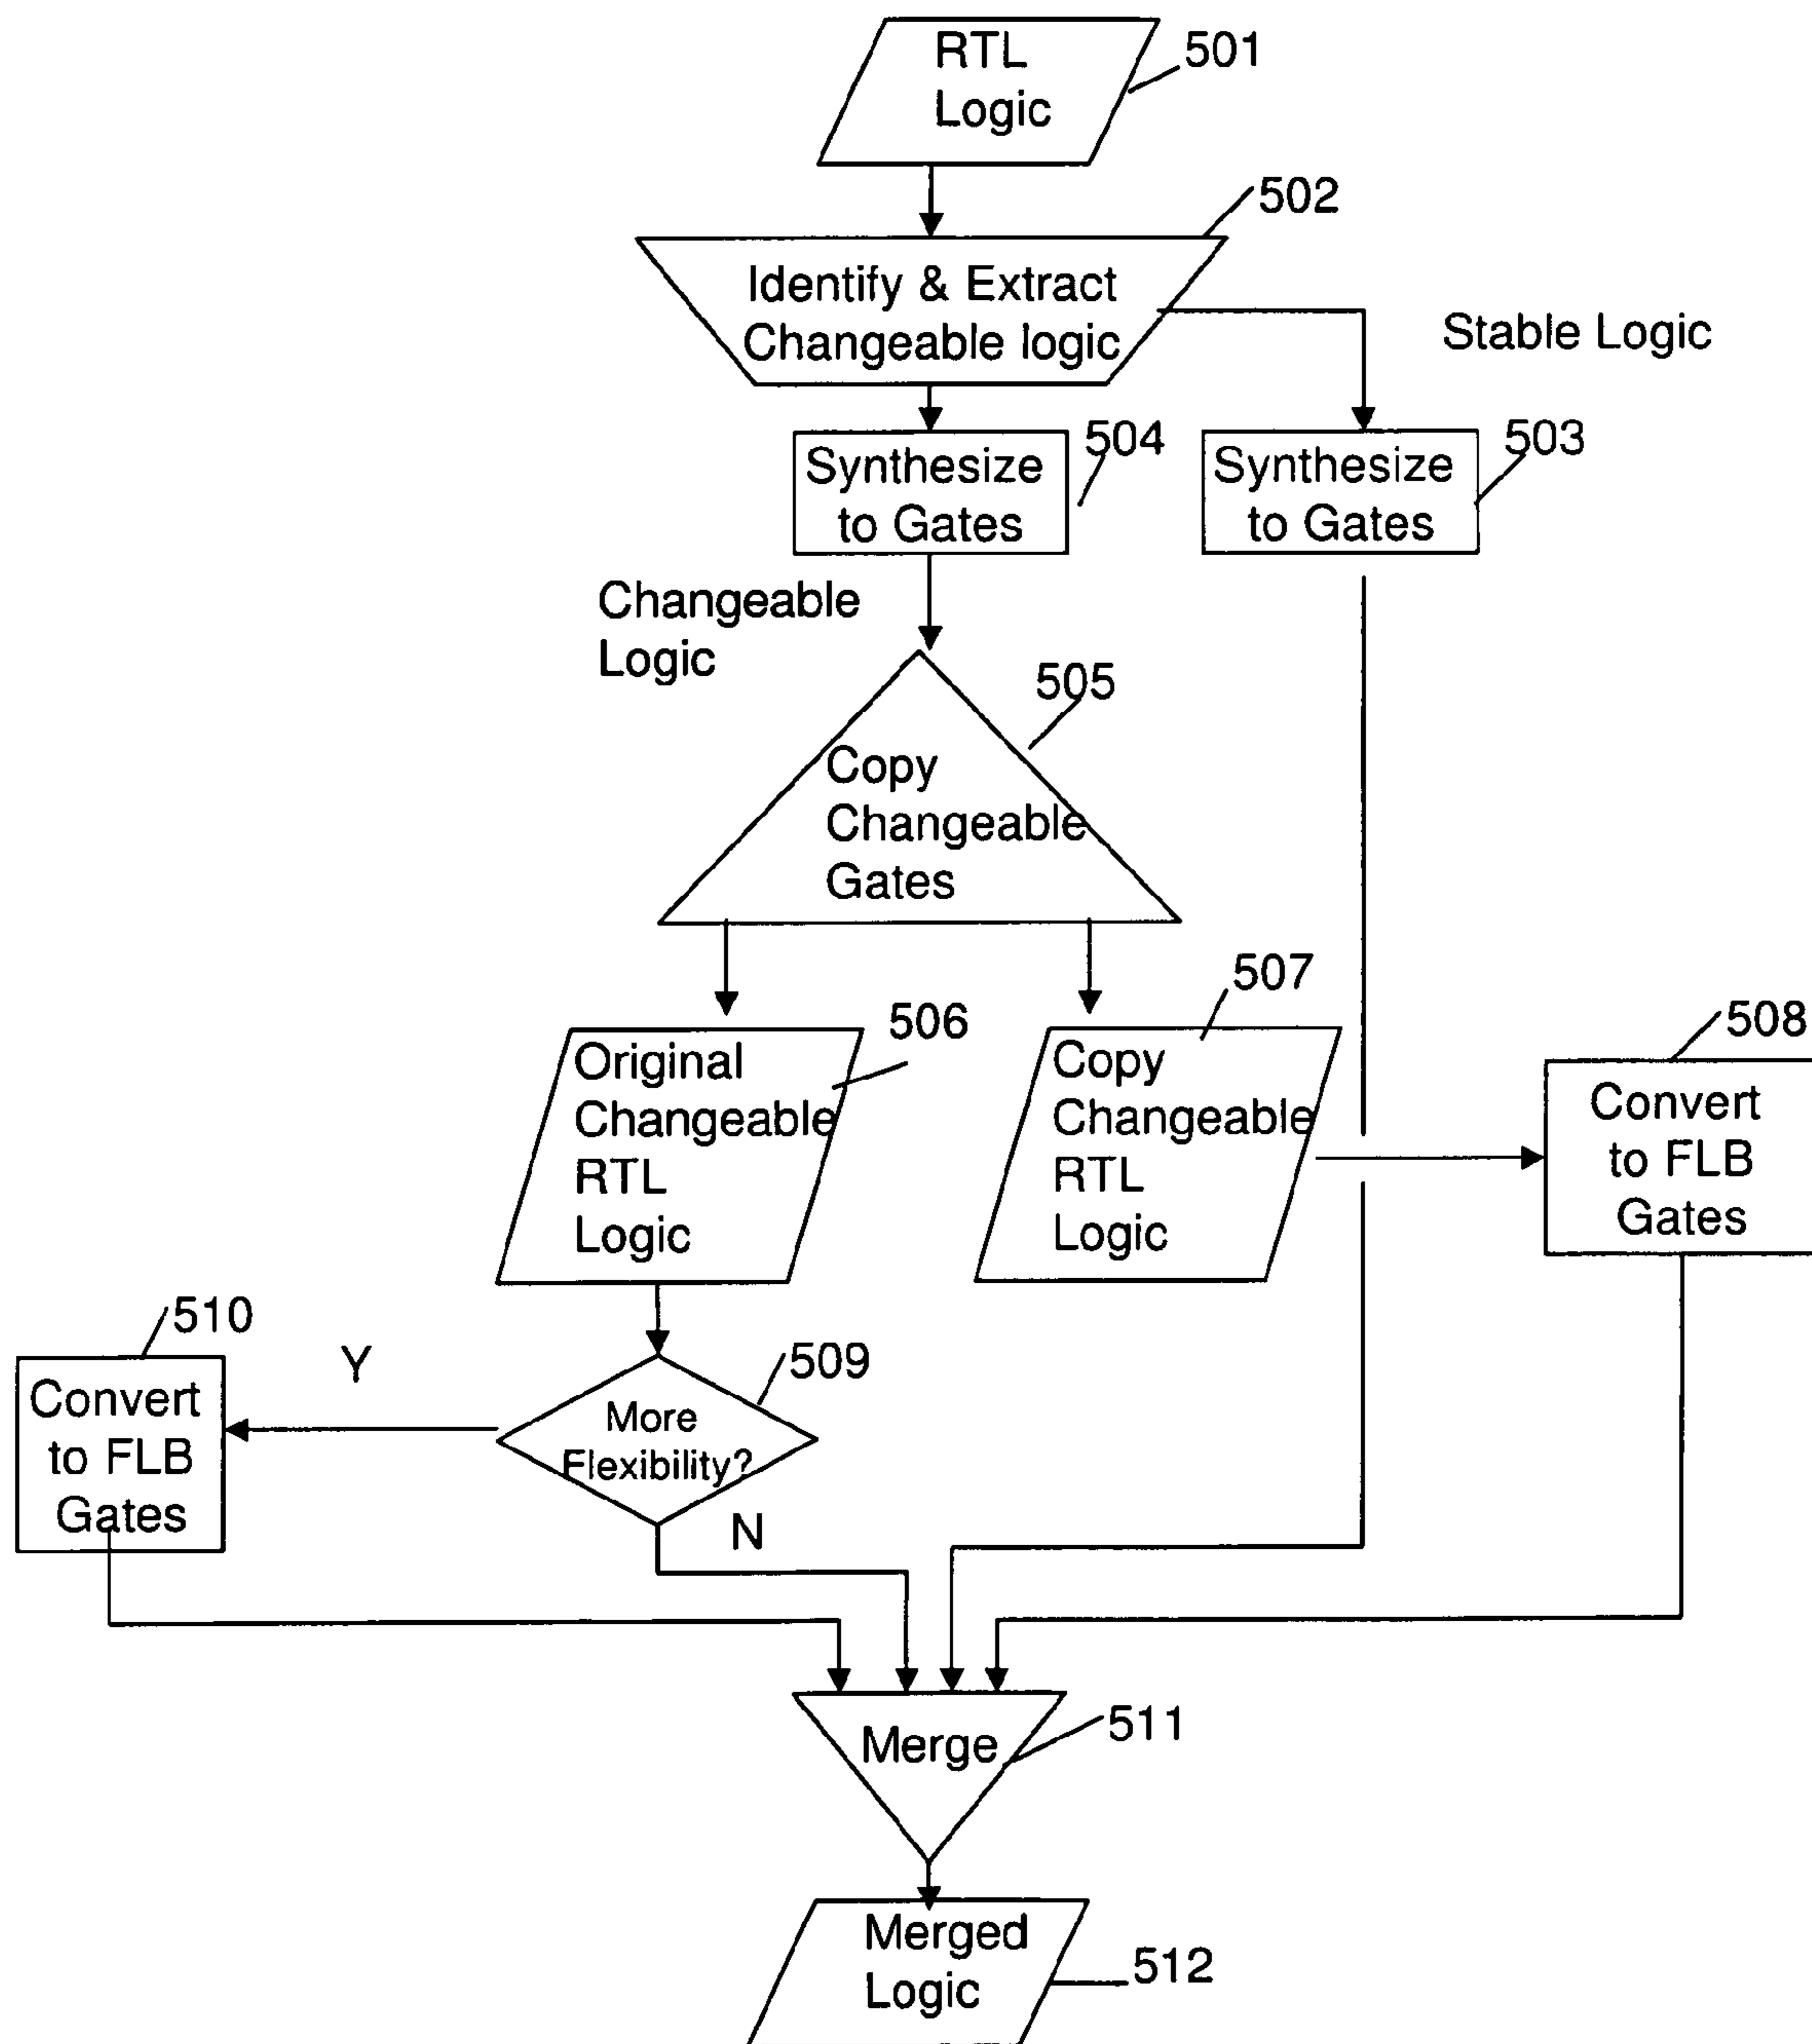 RTL
Logic
501
502
Identify & Extract
Changeable logic
Stable Logic
504
503
Synthesize
to Gates
Synthesize
to Gates
Changeable
Logic
505
Copy
Changeable
Gates
506
507
508
Original
Changeable
RTL
Logic
Copy
Changeable
RTL
Logic
Convert
to FLB
Gates
510
Y
509
Convert
to FLB
Gates
More
Flexibility?
N
Merge
511
Merged
Logic
512